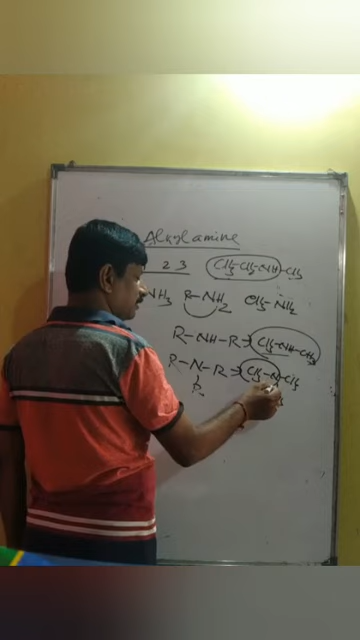 Alkylamine
2 3 CH3-CH2-NH-CH3
NH3 R-NH2 CH3-NH2
R-NH-R ⇒ CH3-NH-CH3
R-N-R ⇒ CH3-N-CH3
R